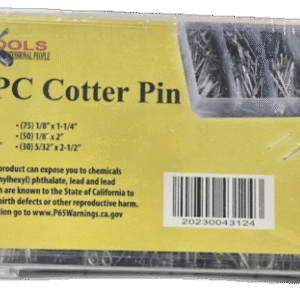 OOLS
PEOPLE
PC Cotter Pin
• (75) 1/8"x 1-1/4"
• (50) 1/8"x 2"
• (30) 5/32"x 2-1/2"
product can expose you to chemicals
ylhexyl) phthalate, lead and lead
are known to the State of California to
birth defects or other reproductive harm.
tion go to www.P65Warnings.ca.gov
20230043124